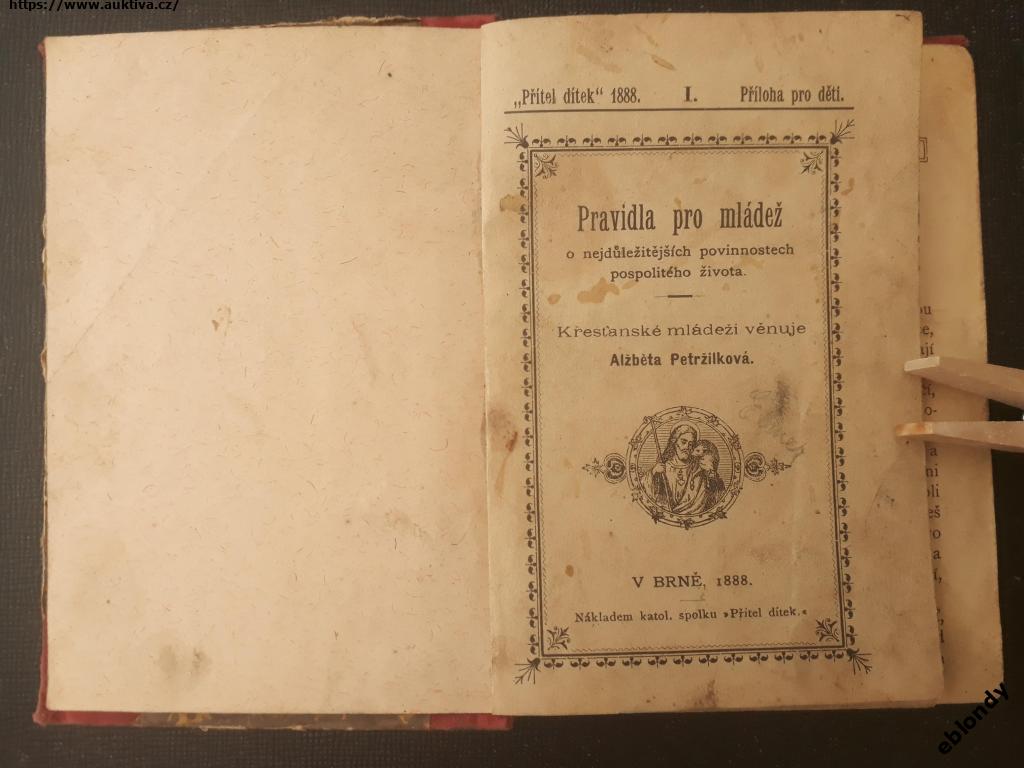 https://www.auktiva.cz/
„Přítel dítek“ 1888. I. Příloha pro děti.
Pravidla pro mládež
o nejdůležitějších povinnostech
pospolitého života.
Křesťanské mládeži věnuje
Alžběta Petržilková.
V BRNĚ, 1888.
Nákladem katol. spolku »Přítel dítek.«
eblondy